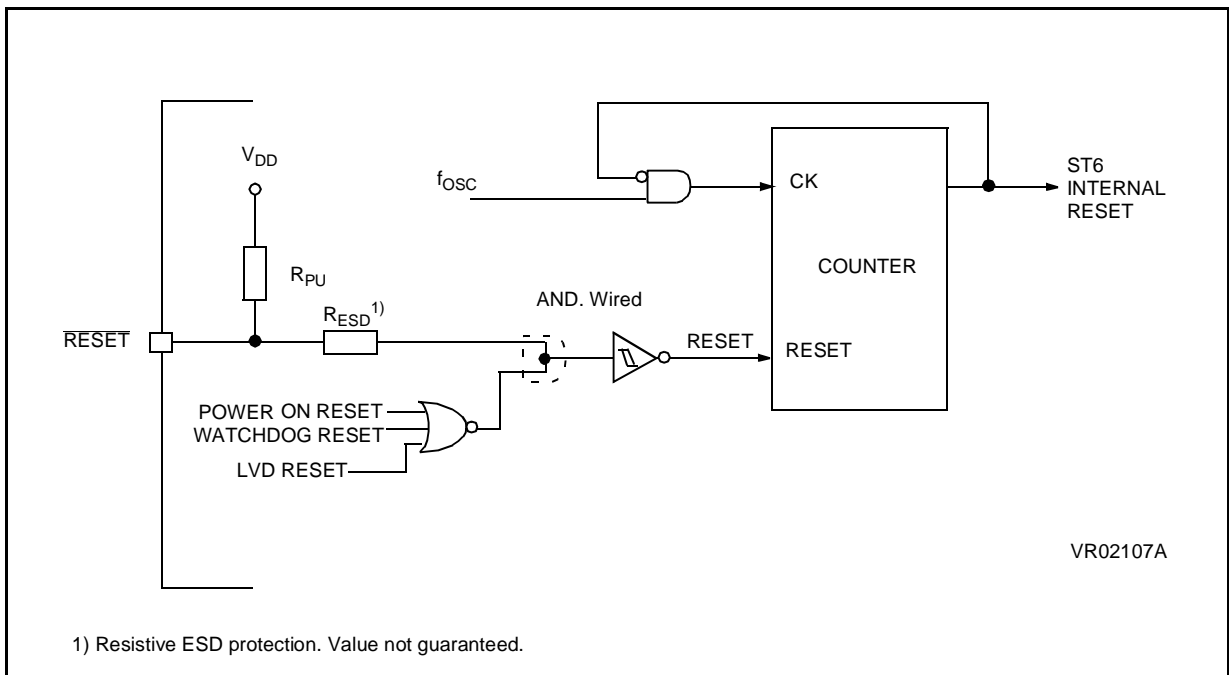 V_DD
f_OSC
CK
ST6
INTERNAL
RESET
R_PU
COUNTER
AND. Wired
R_ESD^1)
RESET
RESET
RESET
POWER ON RESET
WATCHDOG RESET
LVD RESET
VR02107A
1) Resistive ESD protection. Value not guaranteed.